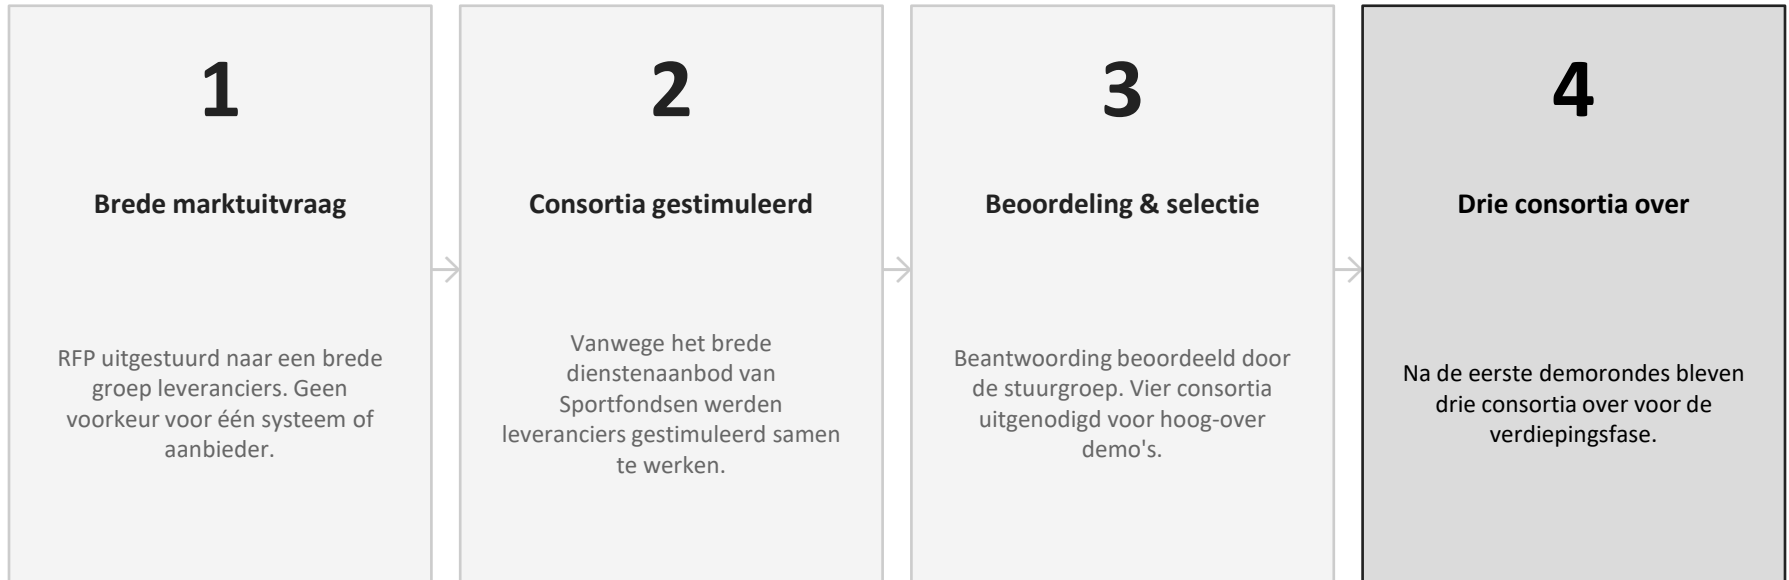 1
Brede marktuitvraag
RFP uitgestuurd naar een brede
groep leveranciers. Geen
voorkeur voor één systeem of
aanbieder.
2
Consortia gestimuleerd
Vanwege het brede
dienstenaanbod van
Sportfondsen werden
leveranciers gestimuleerd samen
te werken.
3
Beoordeling & selectie
Beantwoording beoordeeld door
de stuurgroep. Vier consortia
uitgenodigd voor hoog-over
demo's.
4
Drie consortia over
Na de eerste demorondes bleven
drie consortia over voor de
verdiepingsfase.